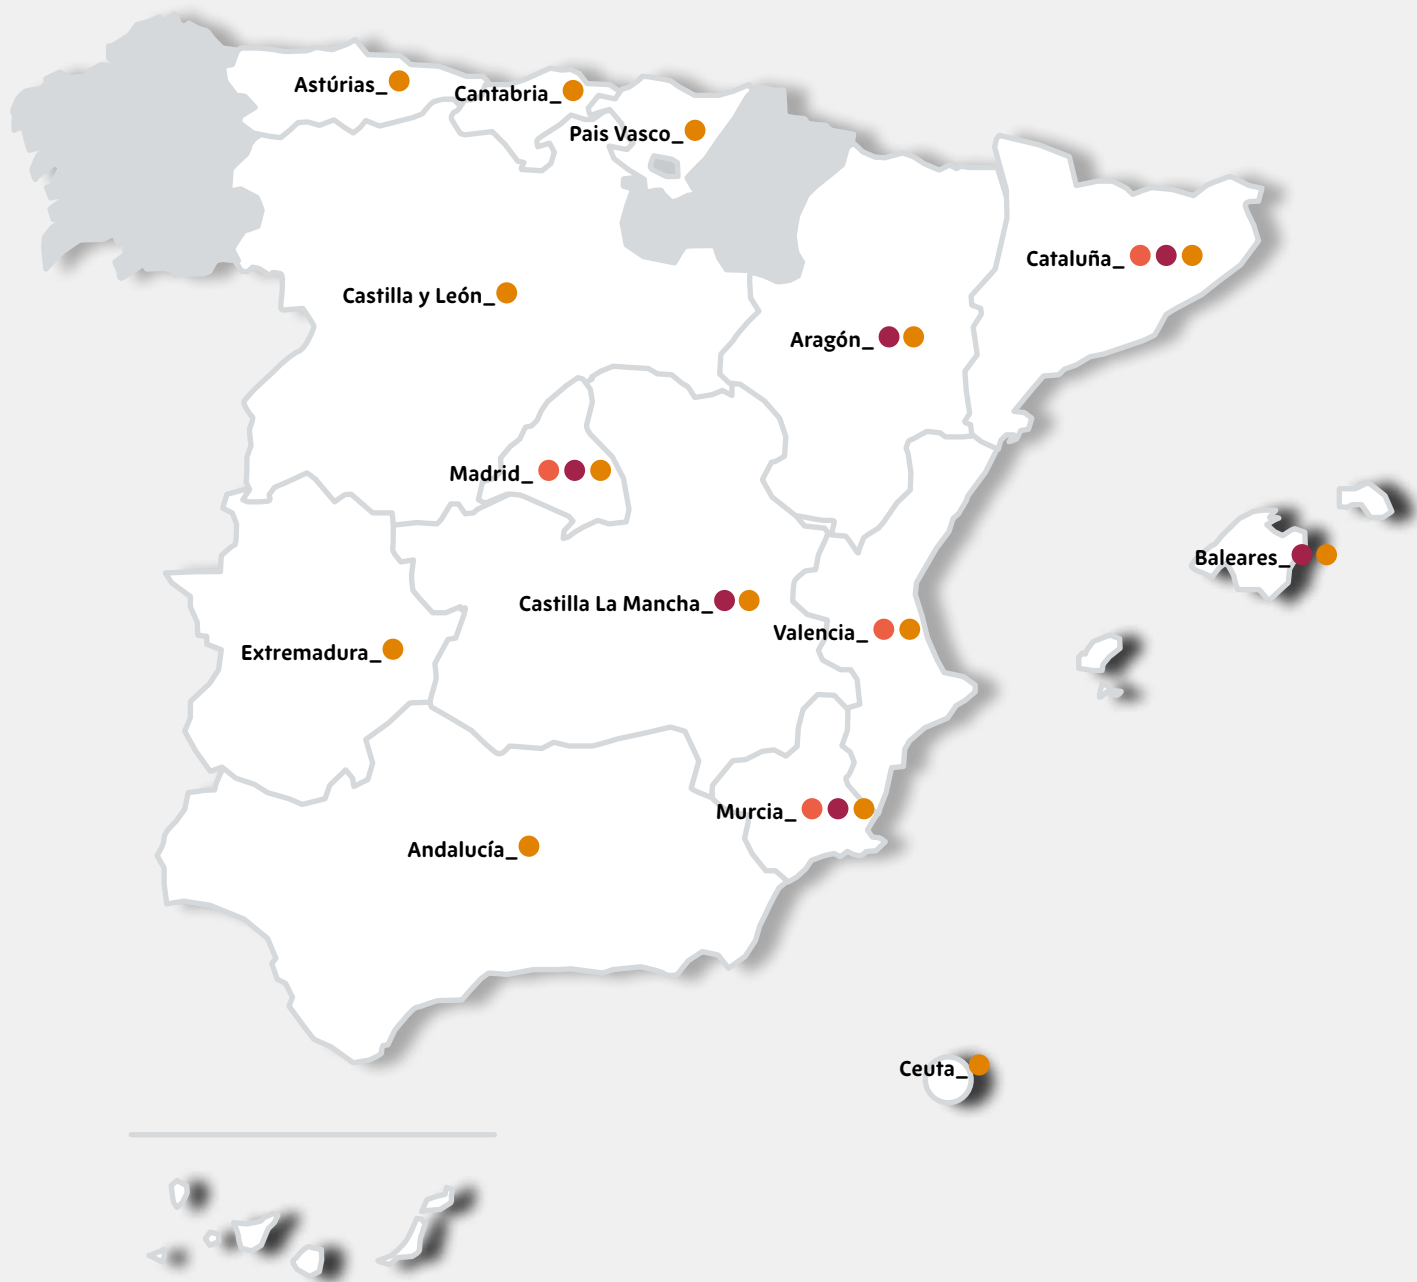 Astúrias_
Cantabria_
Pais Vasco_
Cataluña_
Castilla y León_
Aragón_
Madrid_
Baleares_
Castilla La Mancha_
Valencia_
Extremadura_
Murcia_
Andalucía_
Ceuta_